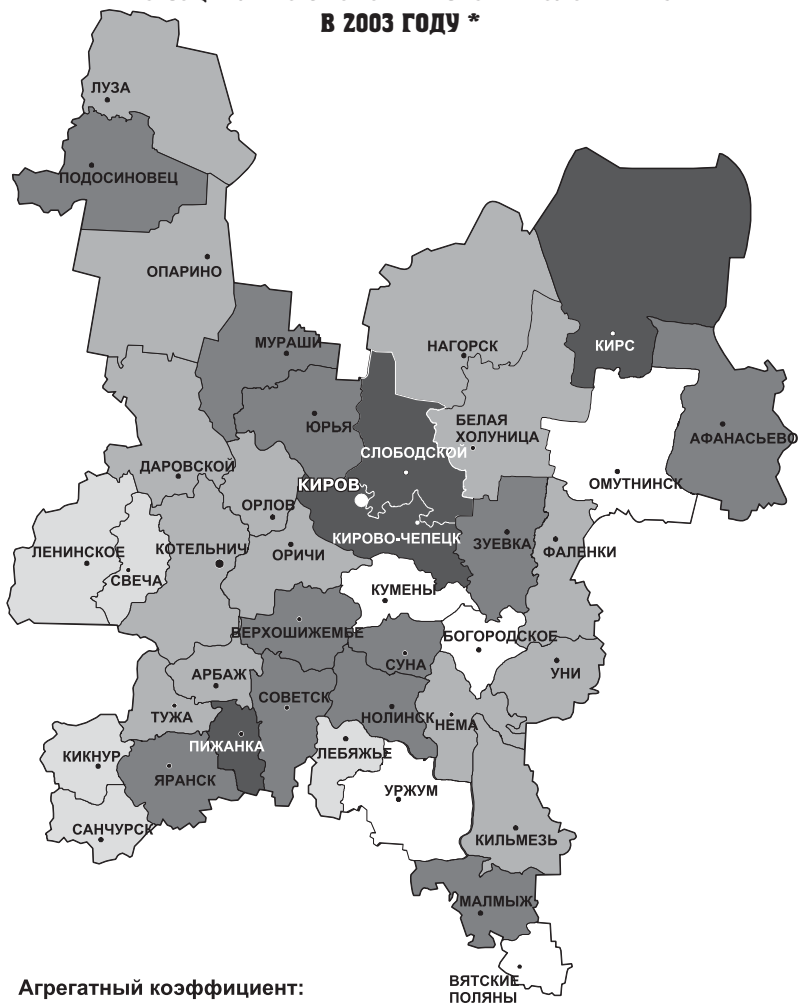 В 2003 ГОДУ *
ЛУЗА
ПОДОСИНОВЕЦ
ОПАРИНО
МУРАШИ
НАГОРСК
КИРС
ЮРЬЯ
БЕЛАЯ
ХОЛУНИЦА
АФАНАСЬЕВО
СЛОБОДСКОЙ
ДАРОВСКОЙ
КИРОВ
ОМУТНИНСК
ОРЛОВ
КИРОВО-ЧЕПЕЦК
ЗУЕВКА
ЛЕНИНСКОЕ
КОТЕЛЬНИЧ
ОРИЧИ
ФАЛЕНКИ
СВЕЧА
КУМЕНЫ
ВЕРХОШИЖЕМЬЕ
БОГОРОДСКОЕ
СУНА
УНИ
АРБАЖ
СОВЕТСК
ТУЖА
НОЛИНСК
НЕМА
ПИЖАНКА
ЛЕБЯЖЬЕ
КИКНУР
ЯРАНСК
УРЖУМ
САНЧУРСК
КИЛЬМЕЗЬ
МАЛМЫЖ
ВЯТСКИЕ
ПОЛЯНЫ
Агрегатный коэффициент: